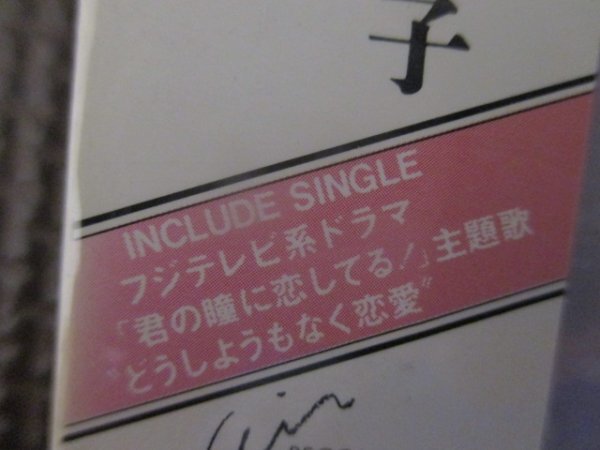 子
INCLUDE SINGLE
フジテレビ系ドラマ
「君の瞳に恋してる!」主題歌
“どうしようもなく恋愛”